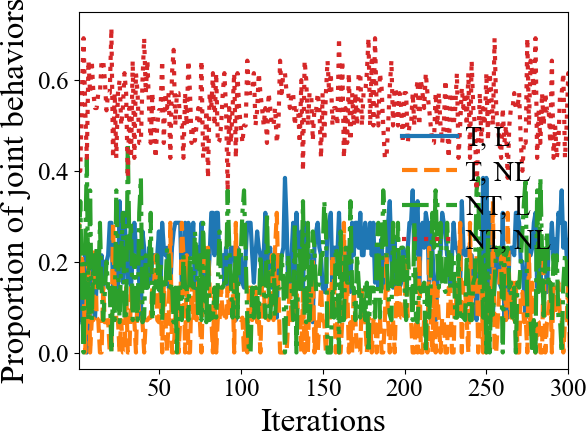 Proportion of joint behaviors
0.6
0.4
0.2
0.0
T, L
T, NL
NT, L
NT, NL
50
100
150
200
250
300
Iterations